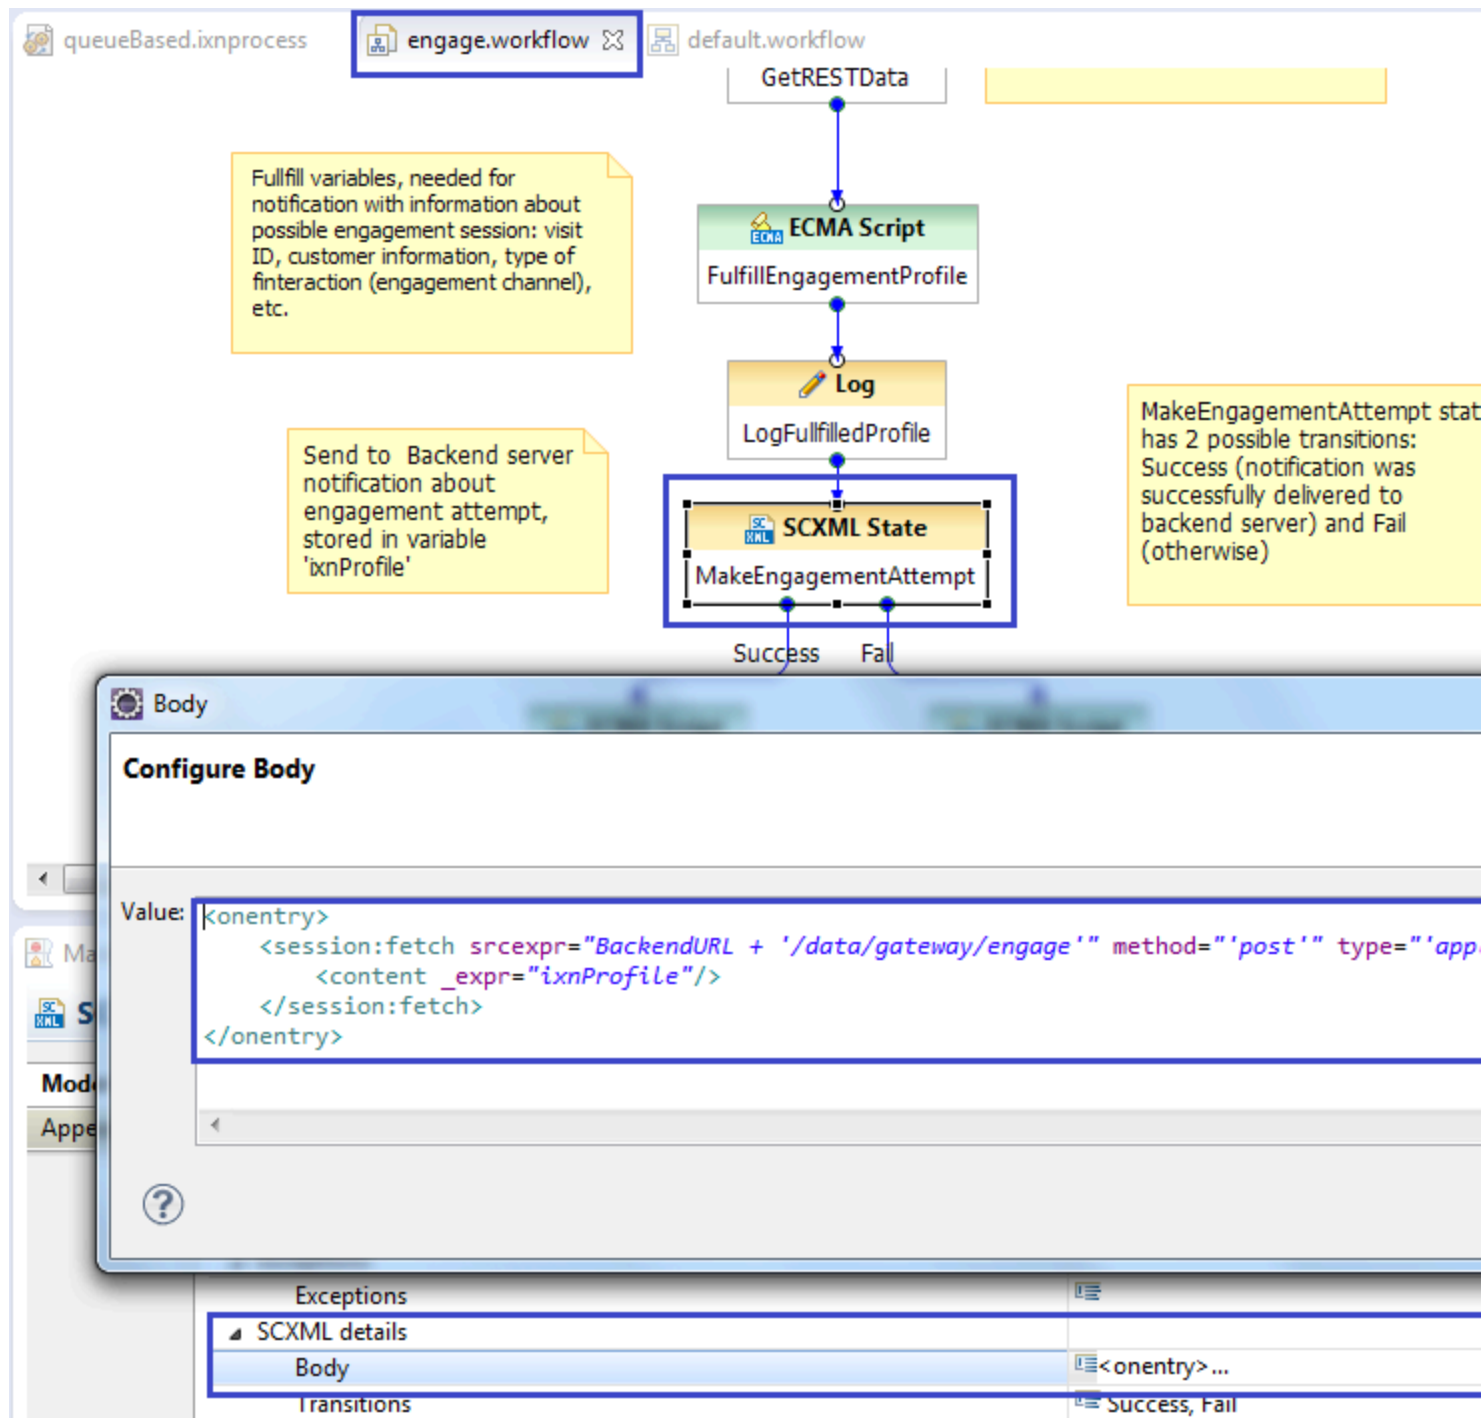 queueBased.ixnprocess
engage.workflow
default.workflow
GetRESTData
Fullfill variables, needed for
notification with information about
possible engagement session: visit
ID, customer information, type of
finteraction (engagement channel),
etc.
ECMA Script
FulfillEngagementProfile
Log
LogFullfilledProfile
Send to  Backend server
notification about
engagement attempt,
stored in variable
'ixnProfile'
MakeEngagementAttempt stat
has 2 possible transitions:
Success (notification was
successfully delivered to
backend server) and Fail
(otherwise)
SCXML State
MakeEngagementAttempt
Success
Fail
Body
Configure Body
Value:
<onentry>
<session:fetch srcexpr="BackendURL + '/data/gateway/engage'" method="'post'" type="'app
<content _expr="ixnProfile"/>
</session:fetch>
</onentry>
Ma
S
Mode
Appe
Exceptions
SCXML details
Body
<onentry>...
Transitions
Success, Fail